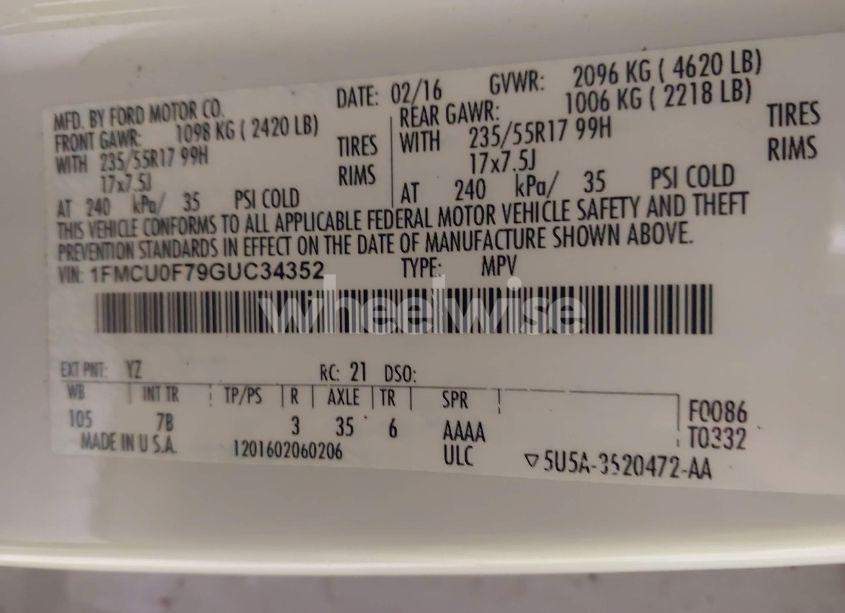 MFD. BY FORD MOTOR CO. DATE: 02/16 GVWR: 2096 KG ( 4620 LB)
FRONT GAWR: 1098 KG ( 2420 LB) REAR GAWR: 1006 KG ( 2218 LB)
WITH 235/55R17 99H TIRES WITH 235/55R17 99H TIRES
17x7.5J RIMS 17x7.5J RIMS
AT 240 kPa/ 35 PSI COLD AT 240 kPa/ 35 PSI COLD
THIS VEHICLE CONFORMS TO ALL APPLICABLE FEDERAL MOTOR VEHICLE SAFETY AND THEFT
PREVENTION STANDARDS IN EFFECT ON THE DATE OF MANUFACTURE SHOWN ABOVE.
VIN: 1FMCU0F79GUC34352 TYPE: MPV
wheelwise
EXT PNT: YZ RC: 21 DSO:
WB INT TR TP/PS R AXLE TR SPR
105 7B 3 35 6 AAAA
F0086
T0332
MADE IN U.S.A. 1201602060206 ULC ▽5U5A-3520472-AA